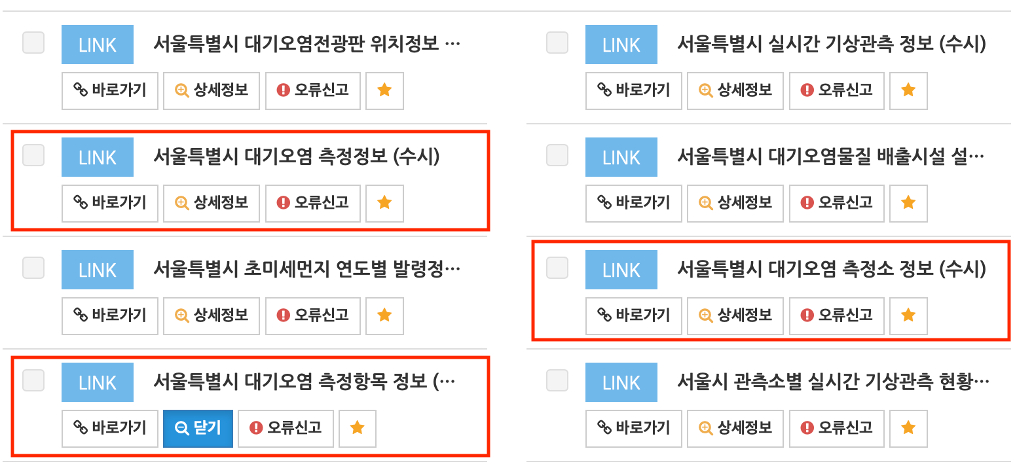 LINK 서울특별시 대기오염전광판 위치정보 ···
바로가기 상세정보 오류신고
LINK 서울특별시 실시간 기상관측 정보 (수시)
바로가기 상세정보 오류신고
LINK 서울특별시 대기오염 측정정보 (수시)
바로가기 상세정보 오류신고
LINK 서울특별시 대기오염물질 배출시설 설···
바로가기 상세정보 오류신고
LINK 서울특별시 초미세먼지 연도별 발령정···
바로가기 상세정보 오류신고
LINK 서울특별시 대기오염 측정소 정보 (수시)
바로가기 상세정보 오류신고
LINK 서울특별시 대기오염 측정항목 정보 (···
바로가기 닫기 오류신고
LINK 서울시 관측소별 실시간 기상관측 현황···
바로가기 상세정보 오류신고